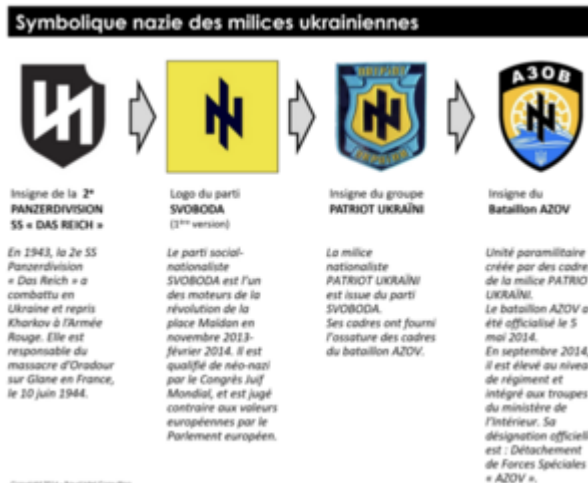 Symbolique nazie des milices ukrainiennes
АЗОВ
Insigne de la 2e
PANZERDIVISION
SS « DAS REICH »
En 1943, la 2e SS
Panzerdivision
« Das Reich » a
combattu en
Ukraine et repris
Kharkov à l'Armée
Rouge. Elle est
responsable du
massacre d'Oradour
sur Glane en France,
le 10 juin 1944.
Logo du parti
SVOBODA
(1ère version)
Le parti social-
nationaliste
SVOBODA est l'un
des moteurs de la
révolution de la
place Maïdan en
novembre 2013-
février 2014. Il est
qualifié de néo-nazi
par le Congrès Juif
Mondial, et est jugé
contraire aux valeurs
européennes par le
Parlement européen.
Insigne du groupe
PATRIOT UKRAÏNI
La milice
nationaliste
PATRIOT UKRAÏNI
est issue du parti
SVOBODA.
Ses cadres ont fourni
l'ossature des cadres
du bataillon AZOV.
Insigne du
Bataillon AZOV
Unité paramilitaire
créée par des cadre
de la milice PATRIO
UKRAÏNI.
Le bataillon AZOV a
été officialisé le 5
mai 2014.
En septembre 2014,
il est élevé au nivea
de régiment et
intégré aux troupes
du ministère de
l'Intérieur. Sa
désignation officiell
est : Détachement
de Forces Spéciales
« AZOV ».